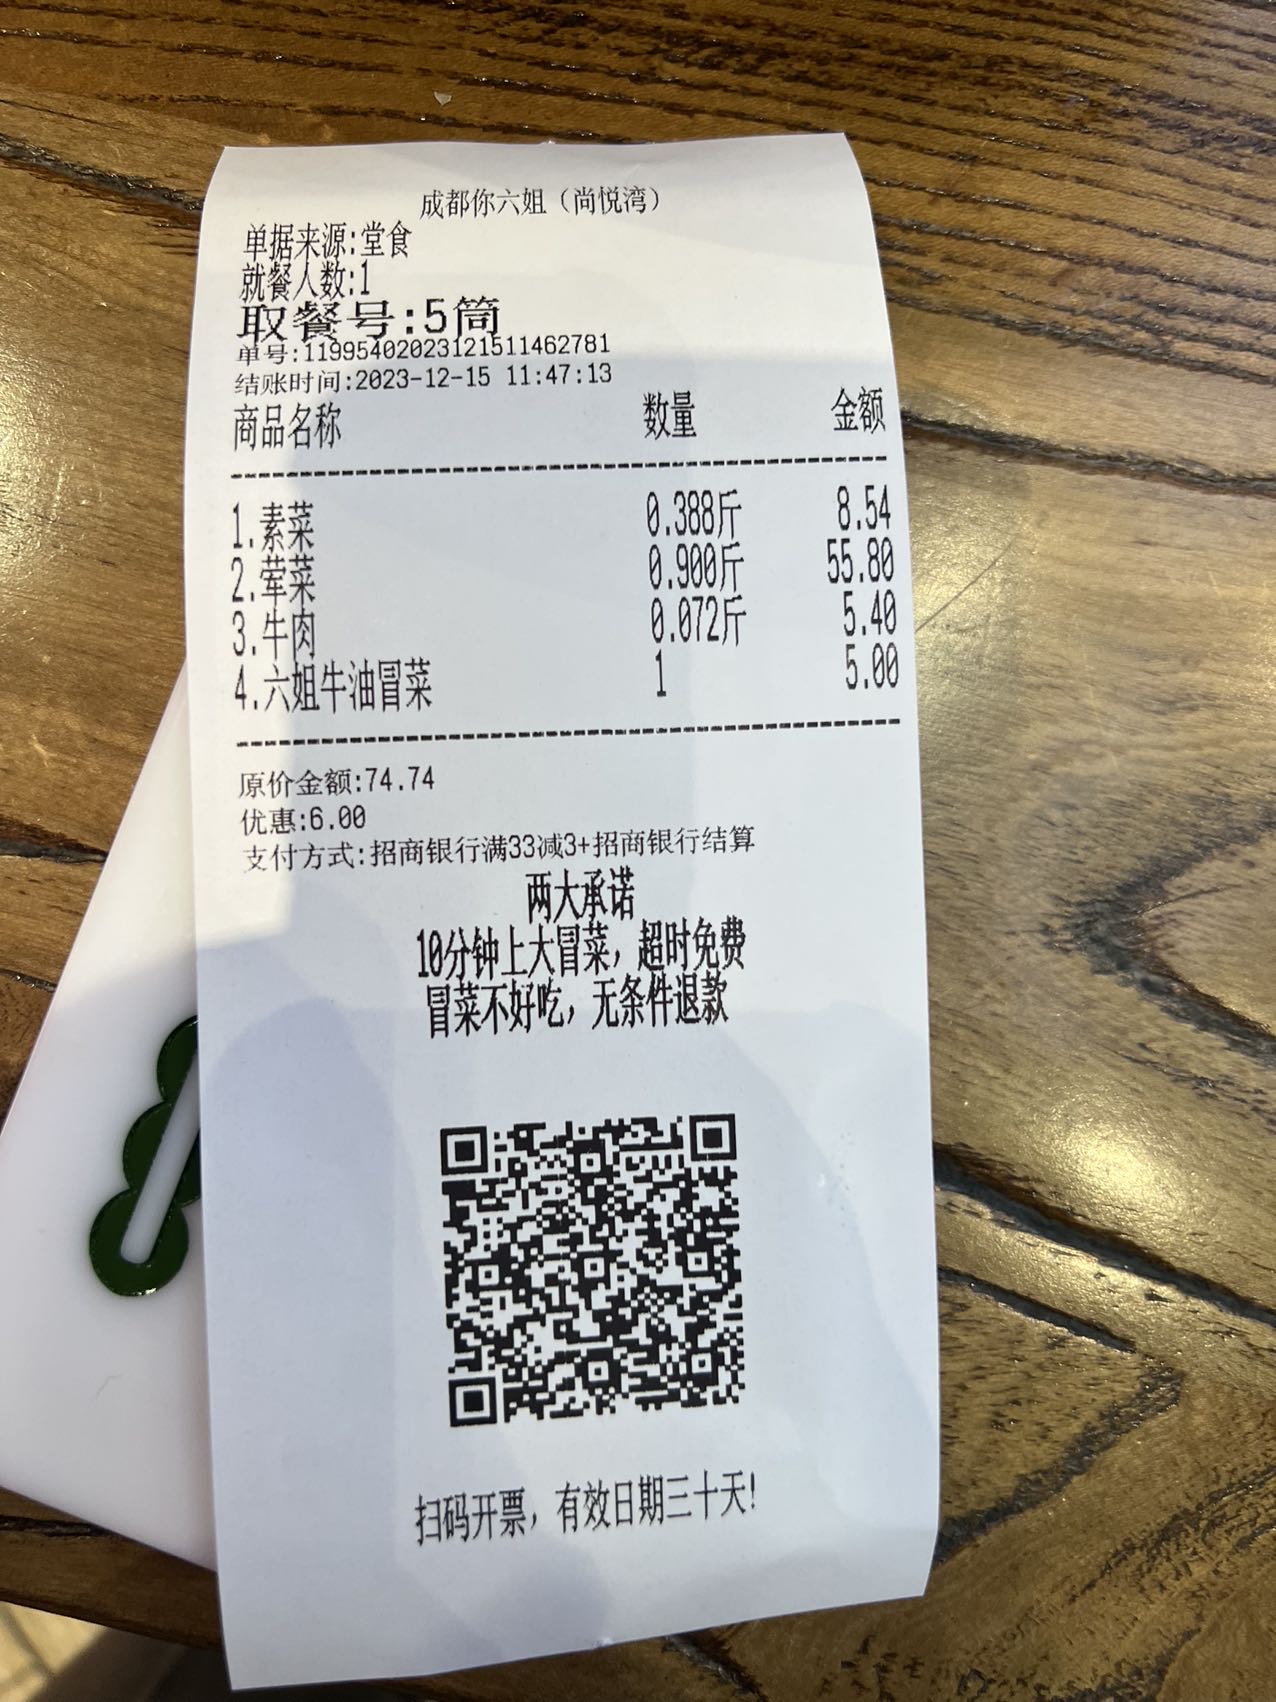 成都你六姐（尚悦湾）
单据来源:堂食
就餐人数:1
取餐号:5筒
单号:11995402023121511462781
结账时间:2023-12-15 11:47:13
商品名称 数量 金额
1.素菜 0.388斤 8.54
2.荤菜 0.900斤 55.80
3.牛肉 0.072斤 5.40
4.六姐牛油冒菜 1 5.00
原价金额:74.74
优惠:6.00
支付方式:招商银行满33减3+招商银行结算
两大承诺
10分钟上大冒菜，超时免费
冒菜不好吃，无条件退款
扫码开票，有效日期三十天!